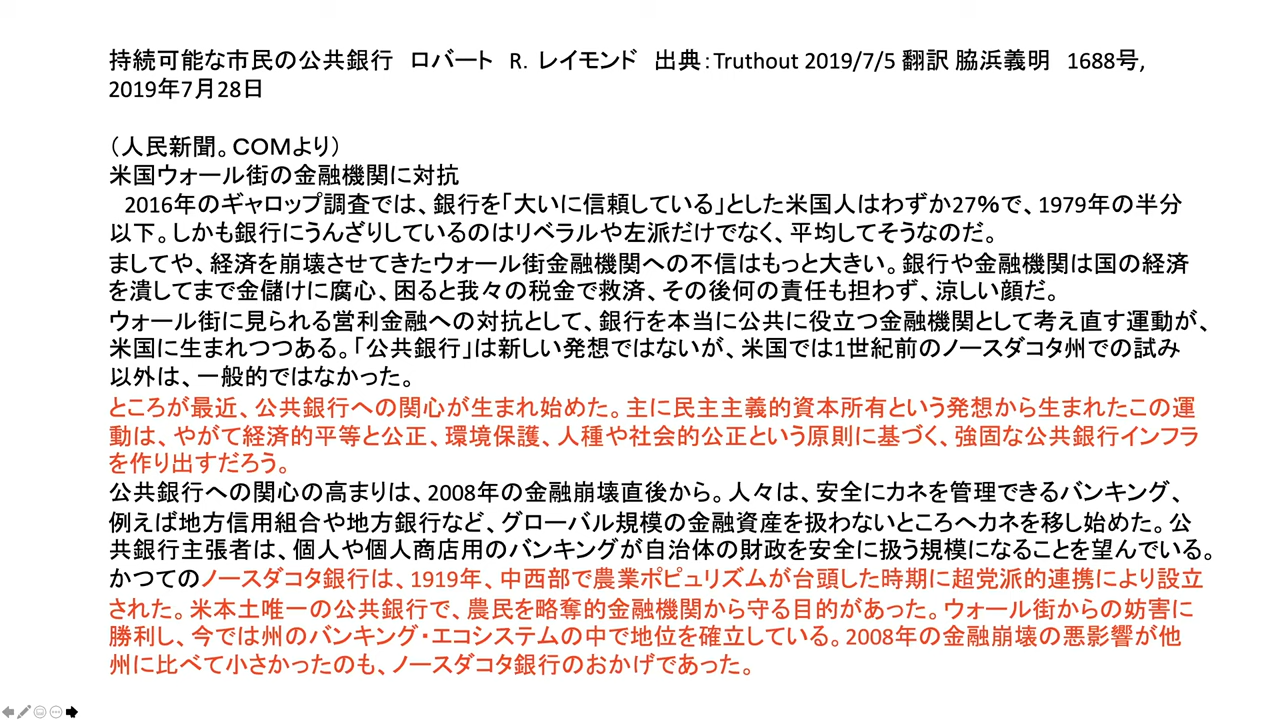 持続可能な市民の公共銀行　ロバート　R．レイモンド　出典：Truthout 2019/7/5 翻訳 脇浜義明　1688号,
2019年7月28日
（人民新聞。ＣＯＭより）
米国ウォール街の金融機関に対抗
2016年のギャロップ調査では、銀行を「大いに信頼している」とした米国人はわずか27％で、1979年の半分
以下。しかも銀行にうんざりしているのはリベラルや左派だけでなく、平均してそうなのだ。
ましてや、経済を崩壊させてきたウォール街金融機関への不信はもっと大きい。銀行や金融機関は国の経済
を潰してまで金儲けに腐心、困ると我々の税金で救済、その後何の責任も担わず、涼しい顔だ。
ウォール街に見られる営利金融への対抗として、銀行を本当に公共に役立つ金融機関として考え直す運動が、
米国に生まれつつある。「公共銀行」は新しい発想ではないが、米国では1世紀前のノースダコタ州での試み
以外は、一般的ではなかった。
ところが最近、公共銀行への関心が生まれ始めた。主に民主主義的資本所有という発想から生まれたこの運
動は、やがて経済的平等と公正、環境保護、人種や社会的公正という原則に基づく、強固な公共銀行インフラ
を作り出すだろう。
公共銀行への関心の高まりは、2008年の金融崩壊直後から。人々は、安全にカネを管理できるバンキング、
例えば地方信用組合や地方銀行など、グローバル規模の金融資産を扱わないところへカネを移し始めた。公
共銀行主張者は、個人や個人商店用のバンキングが自治体の財政を安全に扱う規模になることを望んでいる。
かつてのノースダコタ銀行は、1919年、中西部で農業ポピュリズムが台頭した時期に超党派的連携により設立
された。米本土唯一の公共銀行で、農民を略奪的金融機関から守る目的があった。ウォール街からの妨害に
勝利し、今では州のバンキング・エコシステムの中で地位を確立している。2008年の金融崩壊の悪影響が他
州に比べて小さかったのも、ノースダコタ銀行のおかげであった。